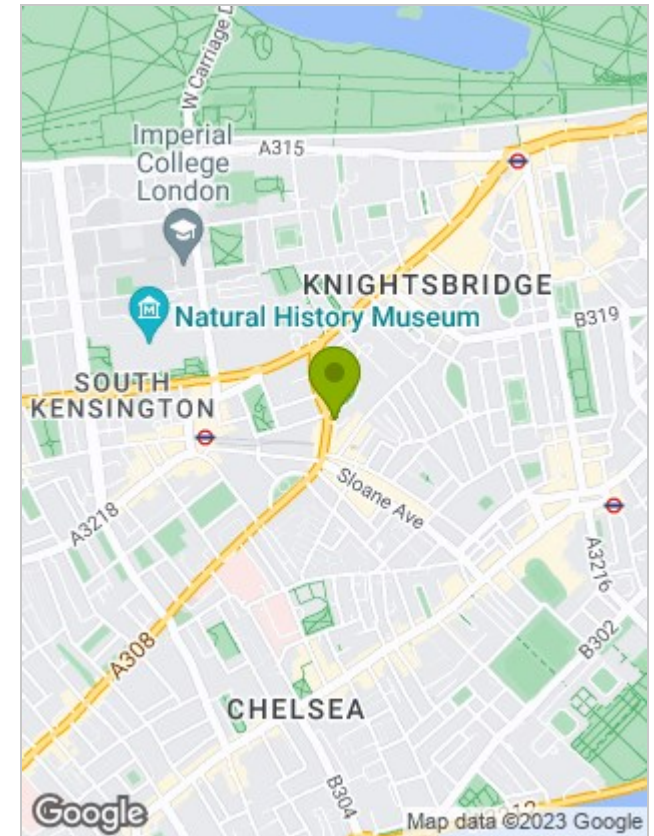 W Carriage D
Imperial
College
London
A315
KNIGHTSBRIDGE
B319
M
Natural History Museum
SOUTH
KENSINGTON
Sloane Ave
A3218
A3216
A308
B302
CHELSEA
B304
Google
Map data ©2023 Google